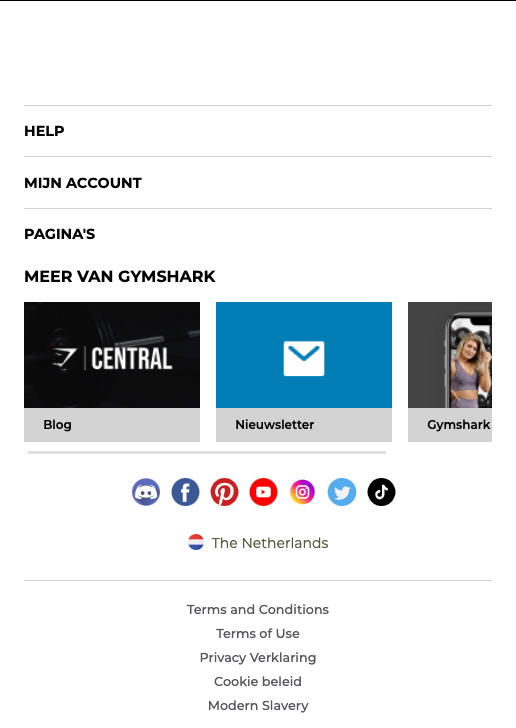 HELP
MIJN ACCOUNT
PAGINA'S
MEER VAN GYMSHARK
CENTRAL
Blog
Nieuwsletter
Gymshark
The Netherlands
Terms and Conditions
Terms of Use
Privacy Verklaring
Cookie beleid
Modern Slavery